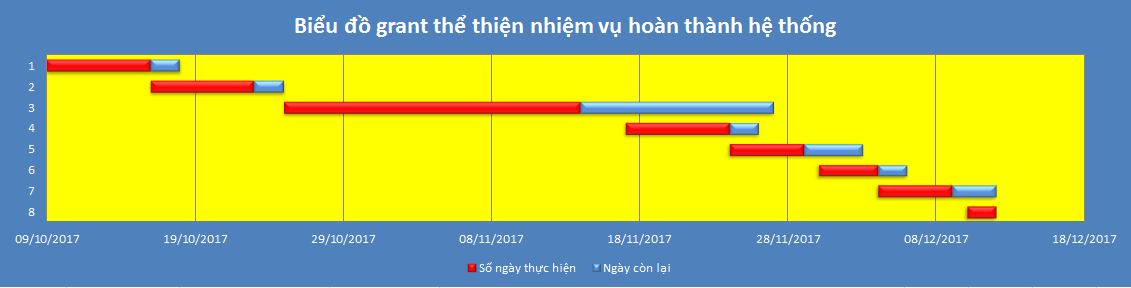 Biểu đồ grant thể thiện nhiệm vụ hoàn thành hệ thống
1
2
3
4
5
6
7
8
09/10/2017 19/10/2017 29/10/2017 08/11/2017 18/11/2017 28/11/2017 08/12/2017 18/12/2017
Số ngày thực hiện Ngày còn lại